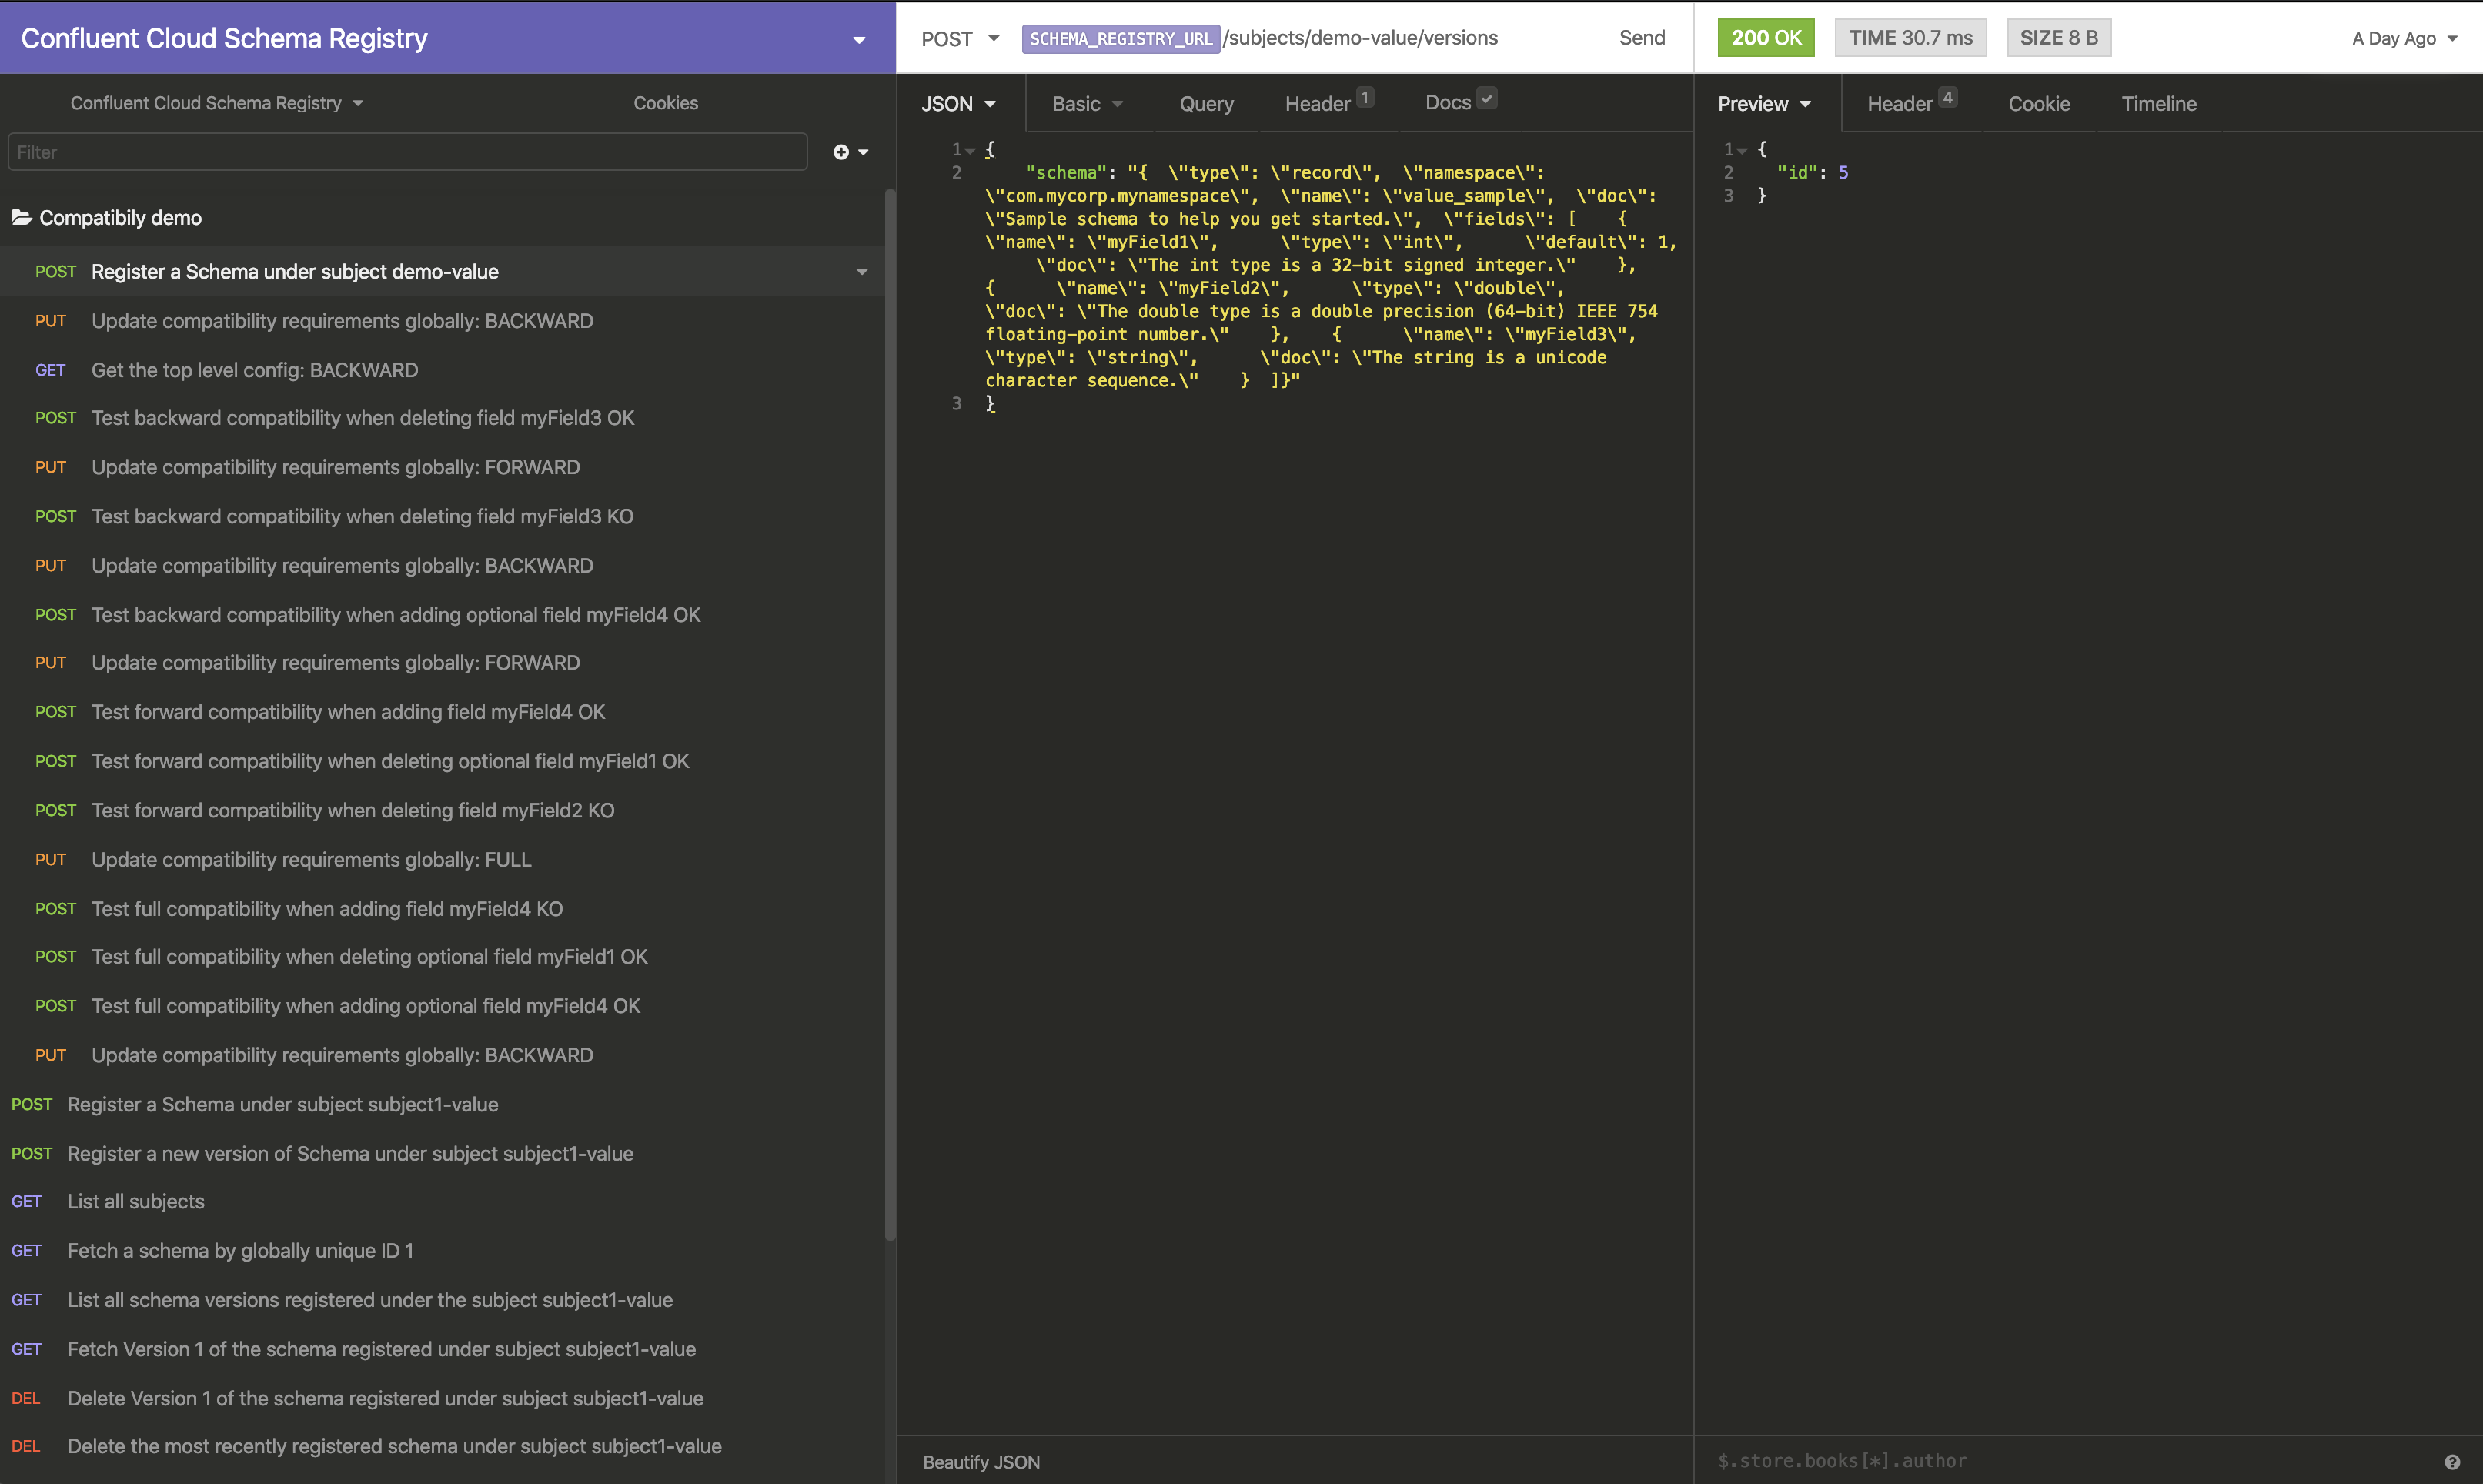 Confluent Cloud Schema Registry
Confluent Cloud Schema Registry
Cookies
Filter
Compatibily demo
POST Register a Schema under subject demo-value
PUT Update compatibility requirements globally: BACKWARD
GET Get the top level config: BACKWARD
POST Test backward compatibility when deleting field myField3 OK
PUT Update compatibility requirements globally: FORWARD
POST Test backward compatibility when deleting field myField3 KO
PUT Update compatibility requirements globally: BACKWARD
POST Test backward compatibility when adding optional field myField4 OK
PUT Update compatibility requirements globally: FORWARD
POST Test forward compatibility when adding field myField4 OK
POST Test forward compatibility when deleting optional field myField1 OK
POST Test forward compatibility when deleting field myField2 KO
PUT Update compatibility requirements globally: FULL
POST Test full compatibility when adding field myField4 KO
POST Test full compatibility when deleting optional field myField1 OK
POST Test full compatibility when adding optional field myField4 OK
PUT Update compatibility requirements globally: BACKWARD
POST Register a Schema under subject subject1-value
POST Register a new version of Schema under subject subject1-value
GET List all subjects
GET Fetch a schema by globally unique ID 1
GET List all schema versions registered under the subject subject1-value
GET Fetch Version 1 of the schema registered under subject subject1-value
DEL Delete Version 1 of the schema registered under subject subject1-value
DEL Delete the most recently registered schema under subject subject1-value
POST SCHEMA_REGISTRY_URL/subjects/demo-value/versions Send
JSON Basic Query Header 1 Docs
1 {
2 "schema": "{  \"type\": \"record\",  \"namespace\":
\"com.mycorp.mynamespace\",  \"name\": \"value_sample\",  \"doc\":
\"Sample schema to help you get started.\",  \"fields\": [    {
\"name\": \"myField1\",      \"type\": \"int\",      \"default\": 1,
\"doc\": \"The int type is a 32-bit signed integer.\"    },
{      \"name\": \"myField2\",      \"type\": \"double\",
\"doc\": \"The double type is a double precision (64-bit) IEEE 754
floating-point number.\"    },    {      \"name\": \"myField3\",
\"type\": \"string\",      \"doc\": \"The string is a unicode
character sequence.\"    }  ]}"
3 }
Beautify JSON
200 OK TIME 30.7 ms SIZE 8 B A Day Ago
Preview Header 4 Cookie Timeline
1 {
2 "id": 5
3 }
$.store.books[*].author